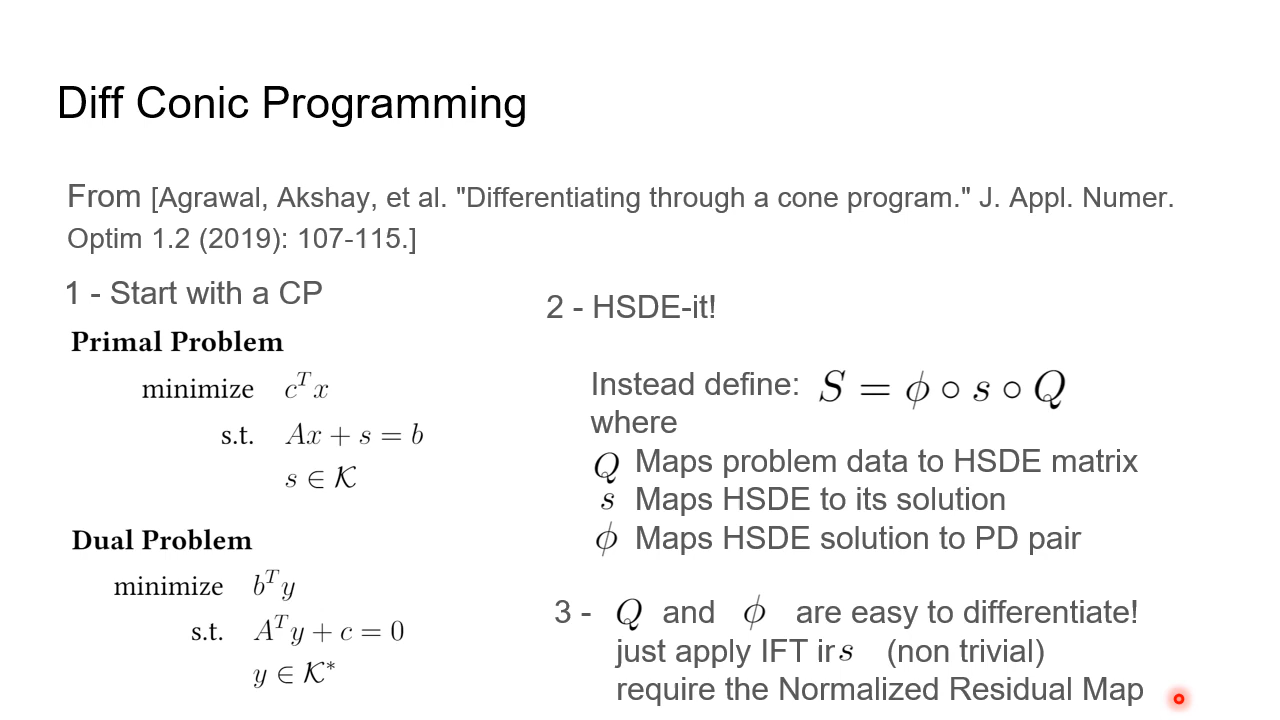 Diff Conic Programming
From [Agrawal, Akshay, et al. "Differentiating through a cone program." J. Appl. Numer.
Optim 1.2 (2019): 107-115.]
1 - Start with a CP
Primal Problem
minimize c^T x
s.t. Ax + s = b
s ∈ 𝒦
Dual Problem
minimize b^T y
s.t. A^T y + c = 0
y ∈ 𝒦*
2 - HSDE-it!
Instead define: S = ϕ ∘ s ∘ Q
where
Q Maps problem data to HSDE matrix
s Maps HSDE to its solution
ϕ Maps HSDE solution to PD pair
3 - Q and ϕ are easy to differentiate!
just apply IFT ir s (non trivial)
require the Normalized Residual Map